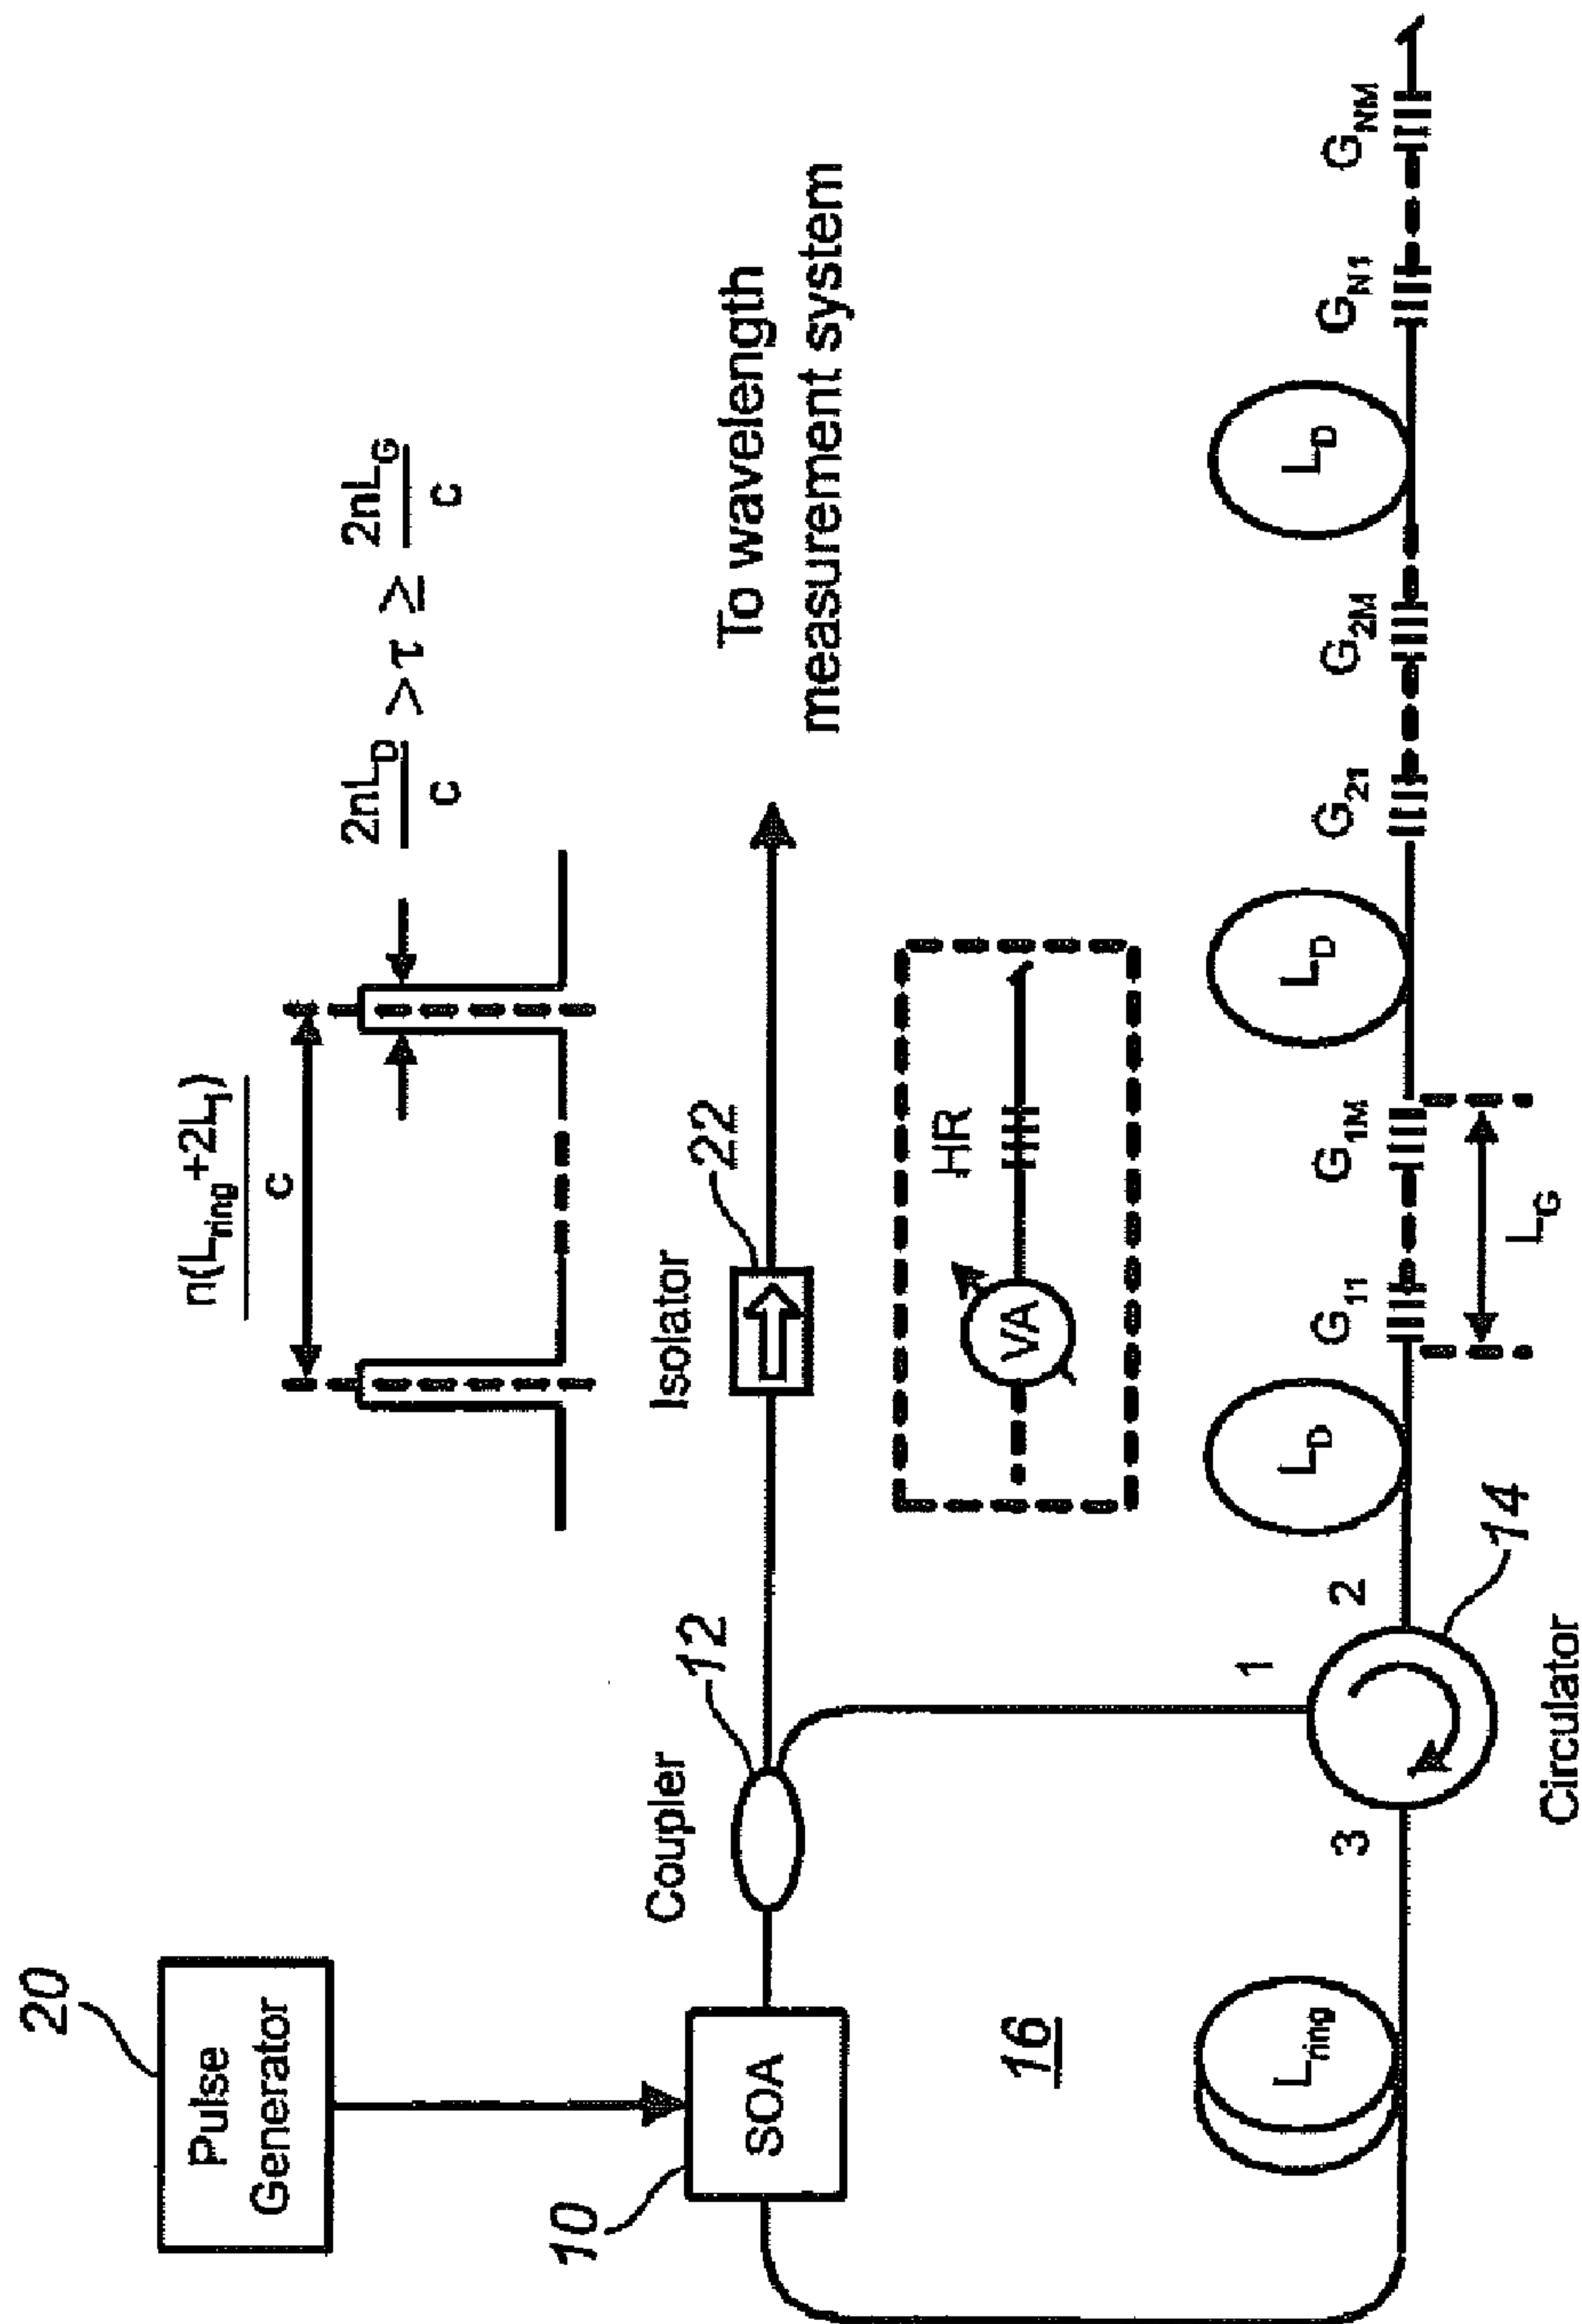 20
Pulse
Generator
n(L_ring+2L_i)
c
2nL_D
c
> τ ≥
2nL_G
c
10
SOA
Coupler
12
Isolator
22
To wavelength
measurement system
16
VA
HR
L_ring
3
1
2
14
Circulator
L_D
G_11
G_1M
L_G
L_D
G_21
G_2M
L_D
G_N1
G_NM